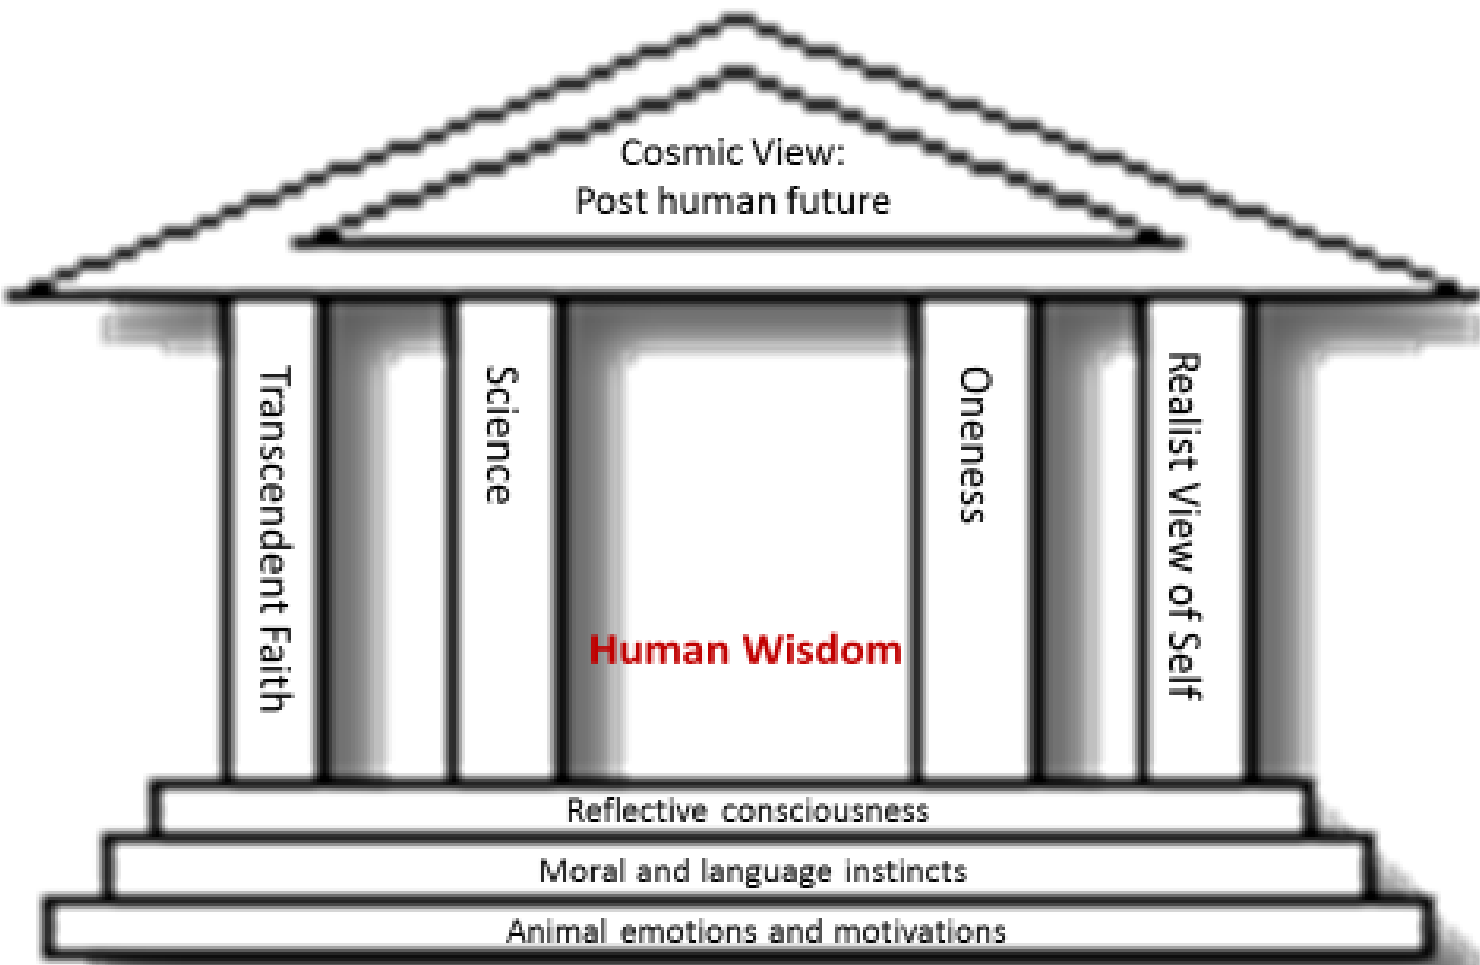 Cosmic View:
Post human future
Transcendent Faith
Science
Oneness
Realist View of Self
Human Wisdom
Reflective consciousness
Moral and language instincts
Animal emotions and motivations